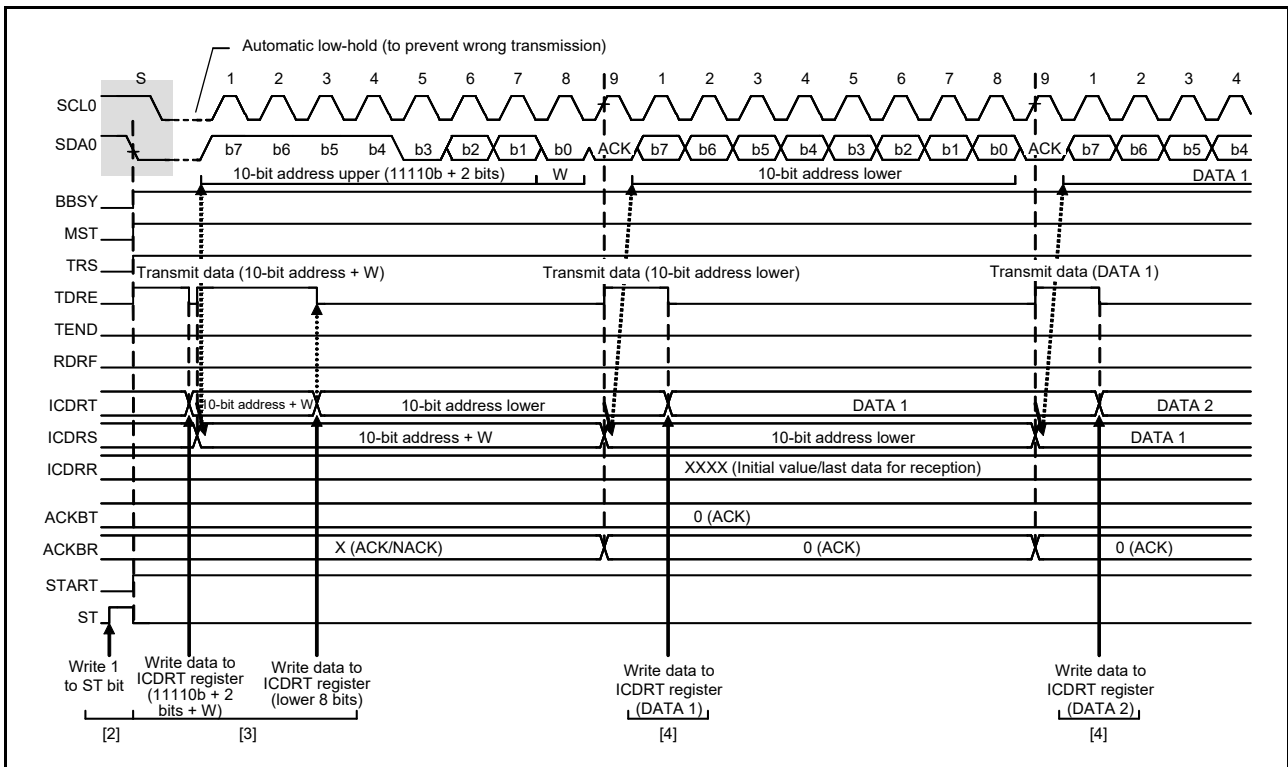 Automatic low-hold (to prevent wrong transmission)
S 1 2 3 4 5 6 7 8 9 1 2 3 4 5 6 7 8 9 1 2 3 4
SCL0
SDA0 b7 b6 b5 b4 b3 b2 b1 b0 ACK b7 b6 b5 b4 b3 b2 b1 b0 ACK b7 b6 b5 b4
10-bit address upper (11110b + 2 bits) W 10-bit address lower DATA 1
BBSY
MST
TRS
Transmit data (10-bit address + W) Transmit data (10-bit address lower) Transmit data (DATA 1)
TDRE
TEND
RDRF
ICDRT 10-bit address + W 10-bit address lower DATA 1 DATA 2
ICDRS 10-bit address + W 10-bit address lower DATA 1
ICDRR XXXX (Initial value/last data for reception)
ACKBT 0 (ACK)
ACKBR X (ACK/NACK) 0 (ACK) 0 (ACK)
START
ST
Write 1
to ST bit
Write data to
ICDRT register
(11110b + 2
bits + W)
Write data to
ICDRT register
(lower 8 bits)
Write data to
ICDRT register
(DATA 1)
Write data to
ICDRT register
(DATA 2)
[2] [3] [4] [4]